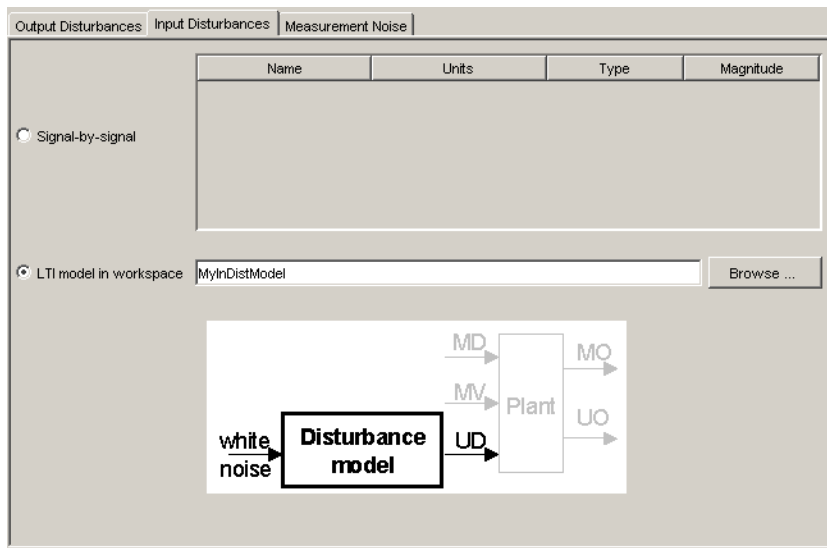 Output Disturbances Input Disturbances Measurement Noise
Name Units Type Magnitude
Signal-by-signal
LTI model in workspace MyInDistModel Browse ...
MD
MO
MV
Plant
UO
white noise
Disturbance model
UD